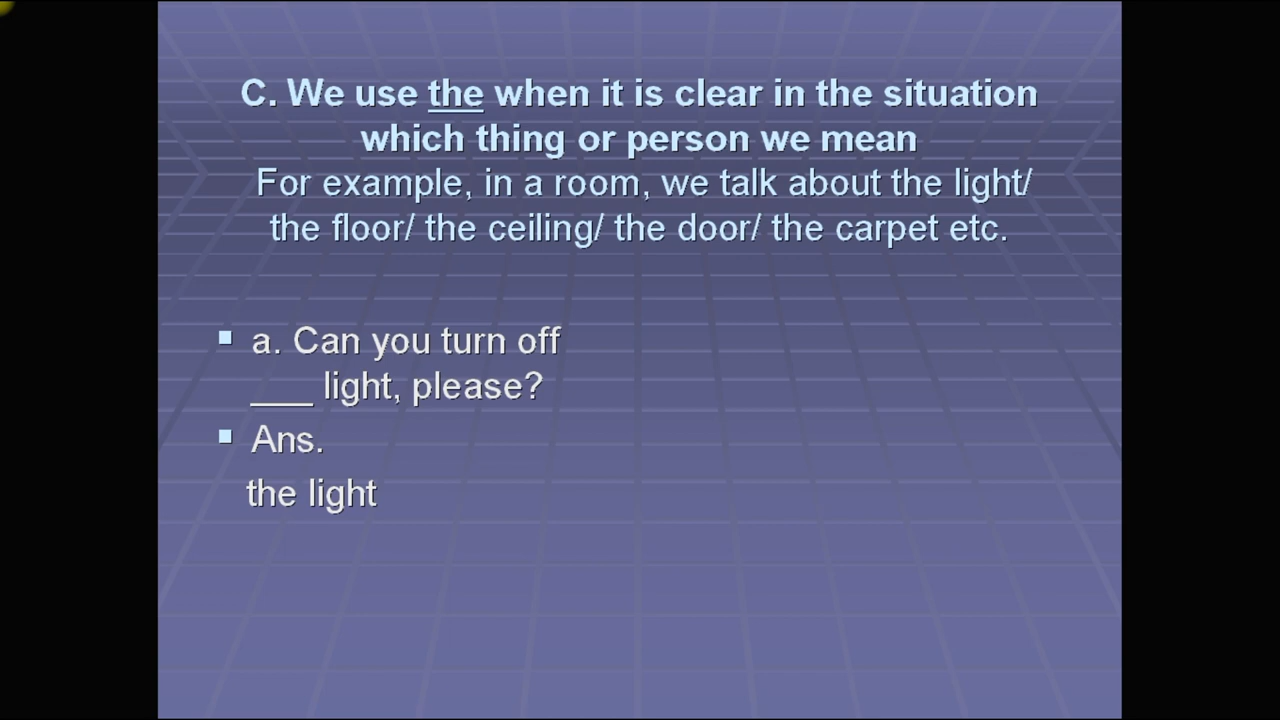 C. We use the when it is clear in the situation
which thing or person we mean
For example, in a room, we talk about the light/
the floor/ the ceiling/ the door/ the carpet etc.
a. Can you turn off
___ light, please?
Ans.
the light